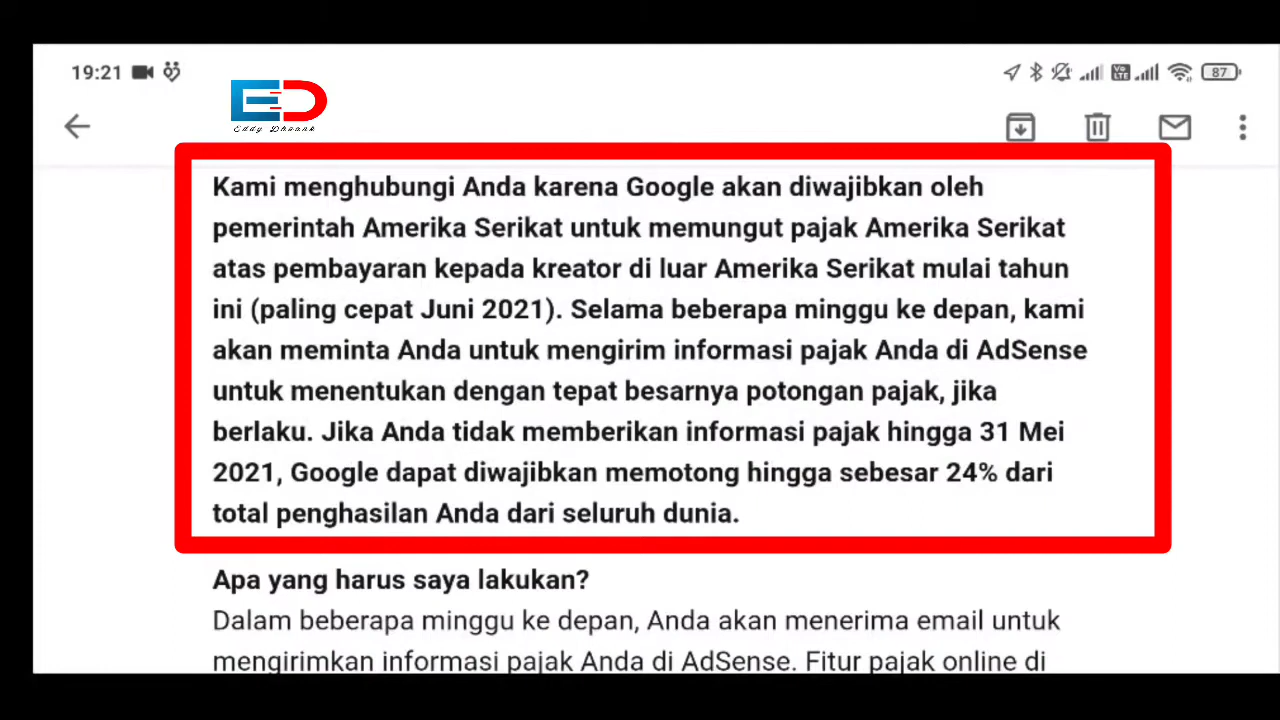 19:21
Vo LTE
87
ED
Eddy Dhounk
Kami menghubungi Anda karena Google akan diwajibkan oleh
pemerintah Amerika Serikat untuk memungut pajak Amerika Serikat
atas pembayaran kepada kreator di luar Amerika Serikat mulai tahun
ini (paling cepat Juni 2021). Selama beberapa minggu ke depan, kami
akan meminta Anda untuk mengirim informasi pajak Anda di AdSense
untuk menentukan dengan tepat besarnya potongan pajak, jika
berlaku. Jika Anda tidak memberikan informasi pajak hingga 31 Mei
2021, Google dapat diwajibkan memotong hingga sebesar 24% dari
total penghasilan Anda dari seluruh dunia.
Apa yang harus saya lakukan?
Dalam beberapa minggu ke depan, Anda akan menerima email untuk
mengirimkan informasi pajak Anda di AdSense. Fitur pajak online di